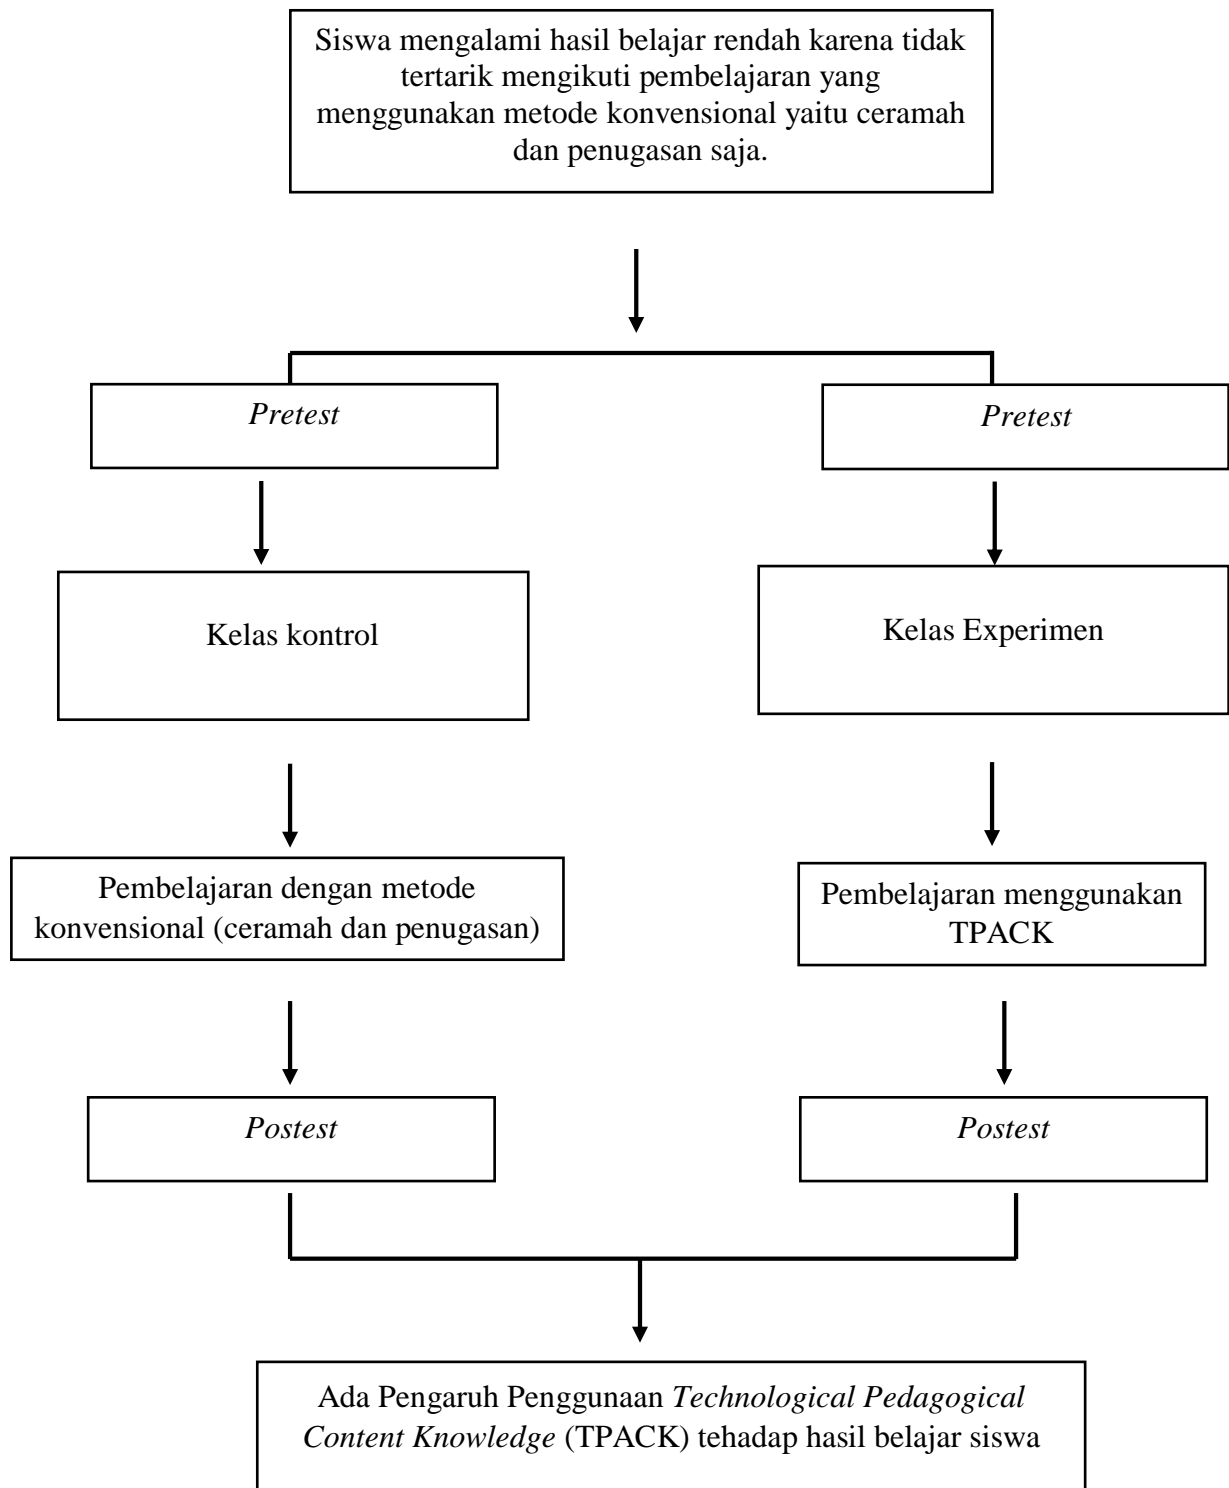 Siswa mengalami hasil belajar rendah karena tidak
tertarik mengikuti pembelajaran yang
menggunakan metode konvensional yaitu ceramah
dan penugasan saja.
Pretest
Pretest
Kelas kontrol
Kelas Experimen
Pembelajaran dengan metode
konvensional (ceramah dan penugasan)
Pembelajaran menggunakan
TPACK
Postest
Postest
Ada Pengaruh Penggunaan Technological Pedagogical
Content Knowledge (TPACK) tehadap hasil belajar siswa